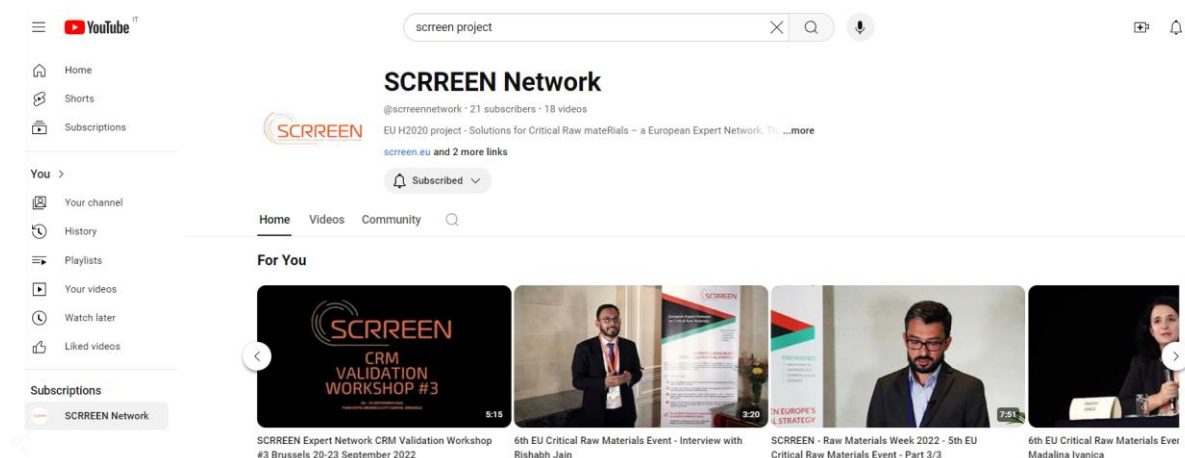 YouTube IT
scrreen project
Home
Shorts
Subscriptions
You
Your channel
History
Playlists
Your videos
Watch later
Liked videos
Subscriptions
SCRREEN Network
SCRREEN
SCRREEN Network
@scrreennetwork · 21 subscribers · 18 videos
EU H2020 project - Solutions for Critical Raw mateRials – a European Expert Network. ...more
scrreen.eu and 2 more links
Subscribed
Home Videos Community
For You
SCRREEN
CRM
VALIDATION
WORKSHOP #3
5:15
SCRREEN Expert Network CRM Validation Workshop
#3 Brussels 20-23 September 2022
SCRREEN
3:20
6th EU Critical Raw Materials Event - Interview with
Rishabh Jain
7:51
SCRREEN - Raw Materials Week 2022 - 5th EU
Critical Raw Materials Event - Part 3/3
6th EU Critical Raw Materials Ever
Madalina Ivanica